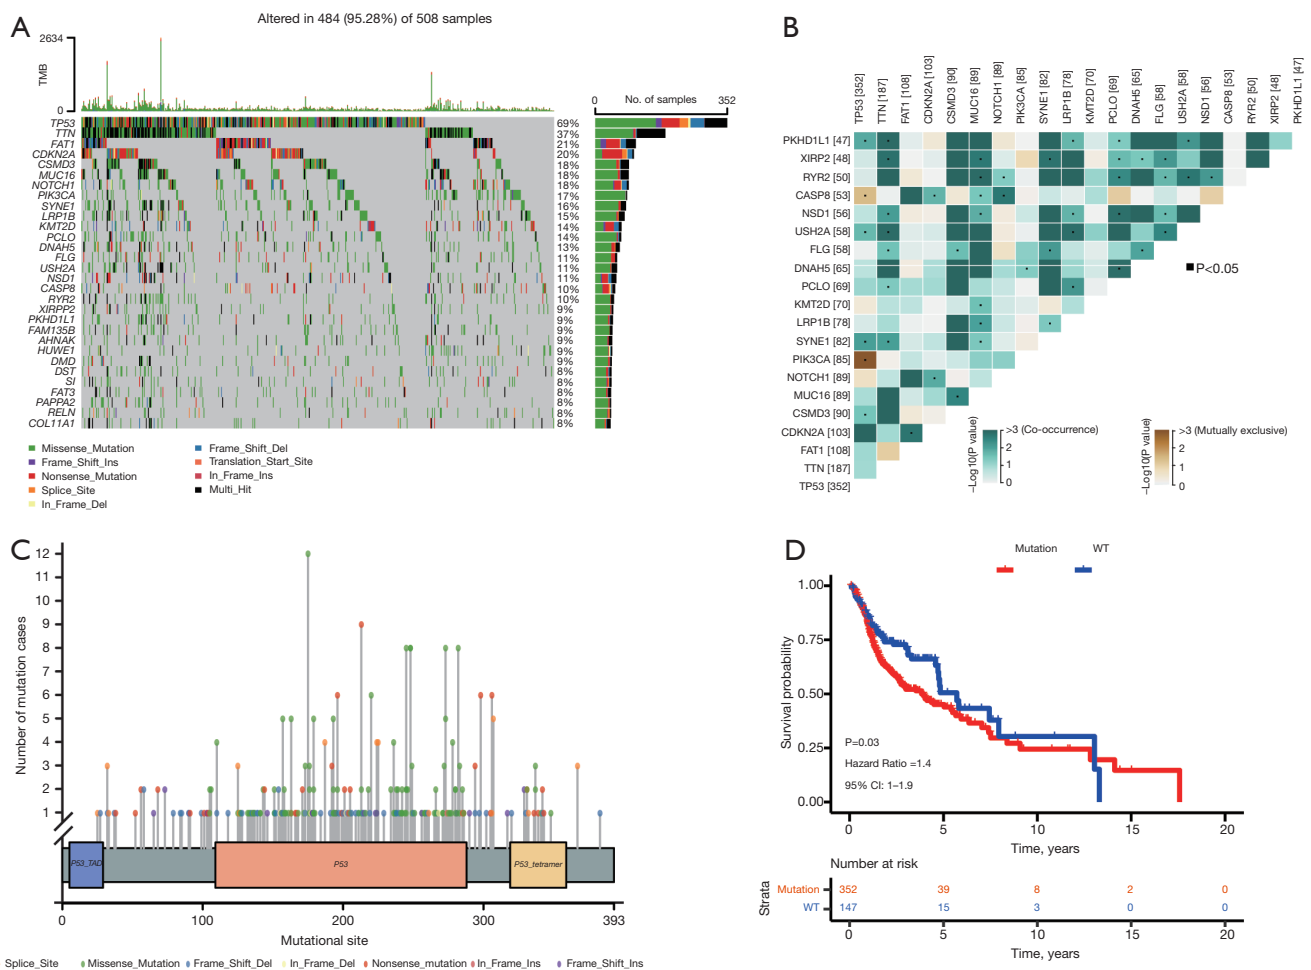 A
Altered in 484 (95.28%) of 508 samples
2634
TMB
0
0 No. of samples 352
TP53 69%
TTN 37%
FAT1 21%
CDKN2A 20%
CSMD3 18%
MUC16 18%
NOTCH1 18%
PIK3CA 17%
SYNE1 16%
LRP1B 15%
KMT2D 14%
PCLO 14%
DNAH5 13%
FLG 11%
USH2A 11%
NSD1 11%
CASP8 10%
RYR2 10%
XIRPP2 9%
PKHD1L1 9%
FAM135B 9%
AHNAK 9%
HUWE1 9%
DMD 9%
DST 8%
SI 8%
FAT3 8%
PAPPA2 8%
RELN 8%
COL11A1 8%
Missense_Mutation Frame_Shift_Del
Frame_Shift_Ins Translation_Start_Site
Nonsense_Mutation In_Frame_Ins
Splice_Site Multi_Hit
In_Frame_Del
B
TP53 [352]
TTN [187]
FAT1 [108]
CDKN2A [103]
CSMD3 [90]
MUC16 [89]
NOTCH1 [89]
PIK3CA [85]
SYNE1 [82]
LRP1B [78]
KMT2D [70]
PCLO [69]
DNAH5 [65]
FLG [58]
USH2A [58]
NSD1 [56]
CASP8 [53]
RYR2 [50]
XIRP2 [48]
PKHD1L1 [47]
PKHD1L1 [47]
XIRP2 [48]
RYR2 [50]
CASP8 [53]
NSD1 [56]
USH2A [58]
FLG [58]
DNAH5 [65]
PCLO [69]
KMT2D [70]
LRP1B [78]
SYNE1 [82]
PIK3CA [85]
NOTCH1 [89]
MUC16 [89]
CSMD3 [90]
CDKN2A [103]
FAT1 [108]
TTN [187]
TP53 [352]
P<0.05
–Log10(P value)
>3 (Co-occurrence)
2
1
0
–Log10(P value)
>3 (Mutually exclusive)
2
1
0
C
Number of mutation cases
12
11
10
9
8
7
6
5
4
3
2
1
P53_TAD P53 P53_tetramer
0 100 200 300 393
Mutational site
Splice_Site Missense_Mutation Frame_Shift_Del In_Frame_Del Nonsense_mutation In_Frame_Ins Frame_Shift_Ins
D
Mutation WT
Survival probability
1.00
0.75
0.50
0.25
0.00
P=0.03
Hazard Ratio =1.4
95% CI: 1–1.9
0 5 10 15 20
Time, years
Number at risk
Strata
Mutation 352 39 8 2 0
WT 147 15 3 0 0
0 5 10 15 20
Time, years